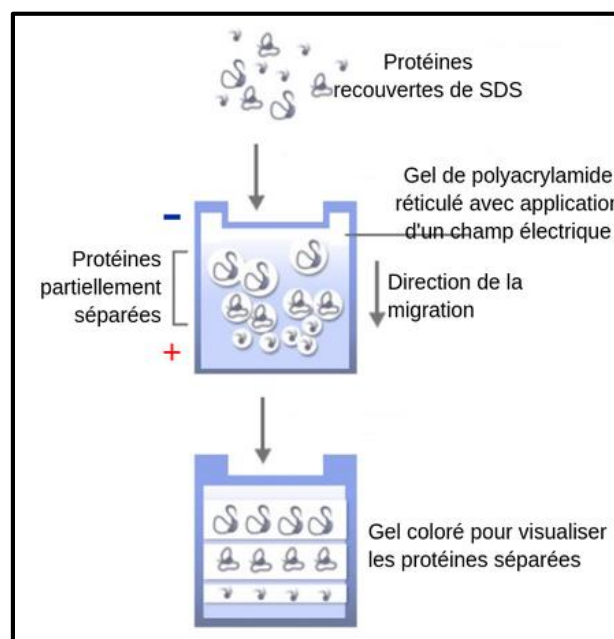 Protéines
recouvertes de SDS
Gel de polyacrylamide
réticulé avec application
d'un champ électrique
−
Protéines
partiellement
séparées
Direction de la
migration
+
Gel coloré pour visualiser
les protéines séparées